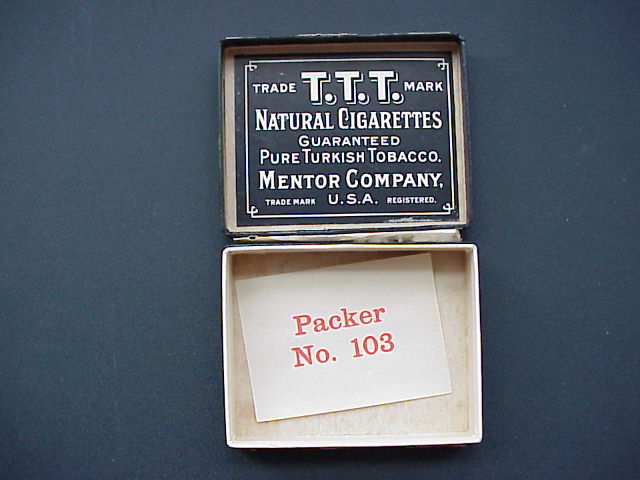 TRADE T.T.T. MARK
NATURAL CIGARETTES
GUARANTEED
PURE TURKISH TOBACCO.
MENTOR COMPANY,
TRADE MARK U.S.A. REGISTERED.
Packer
No. 103